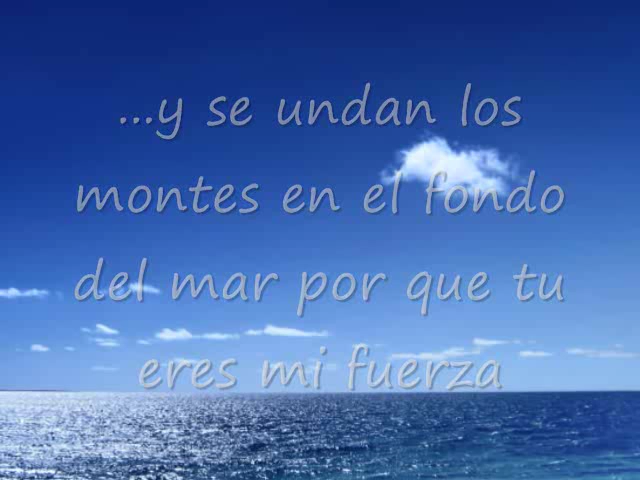 ...y se undan los
montes en el fondo
del mar por que tu
eres mi fuerza